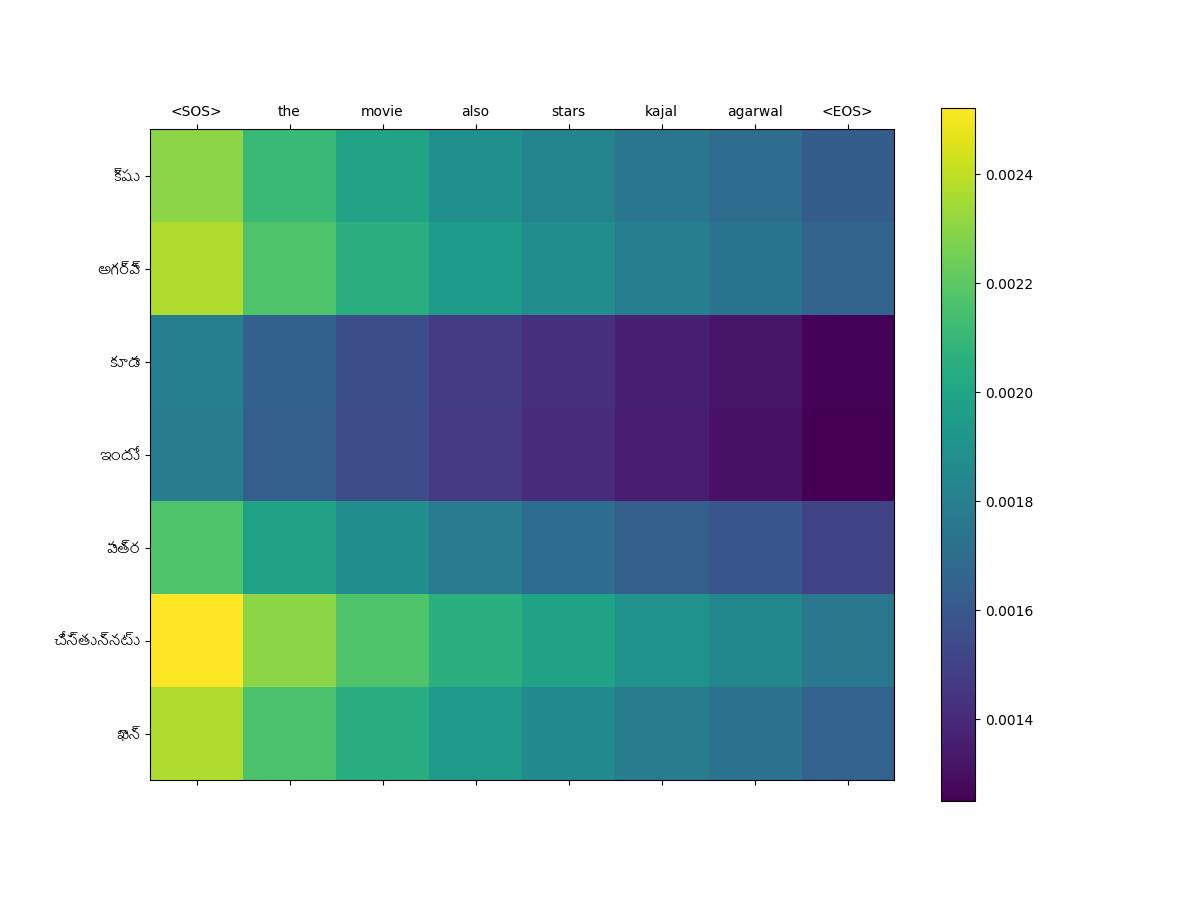 <SOS> the movie also stars kajal agarwal <EOS>
అగర్వ్
కూడ
ఇందో
పాత్ర
చేస్తున్నట్టు
ఖాన్
0.0024
0.0022
0.0020
0.0018
0.0016
0.0014